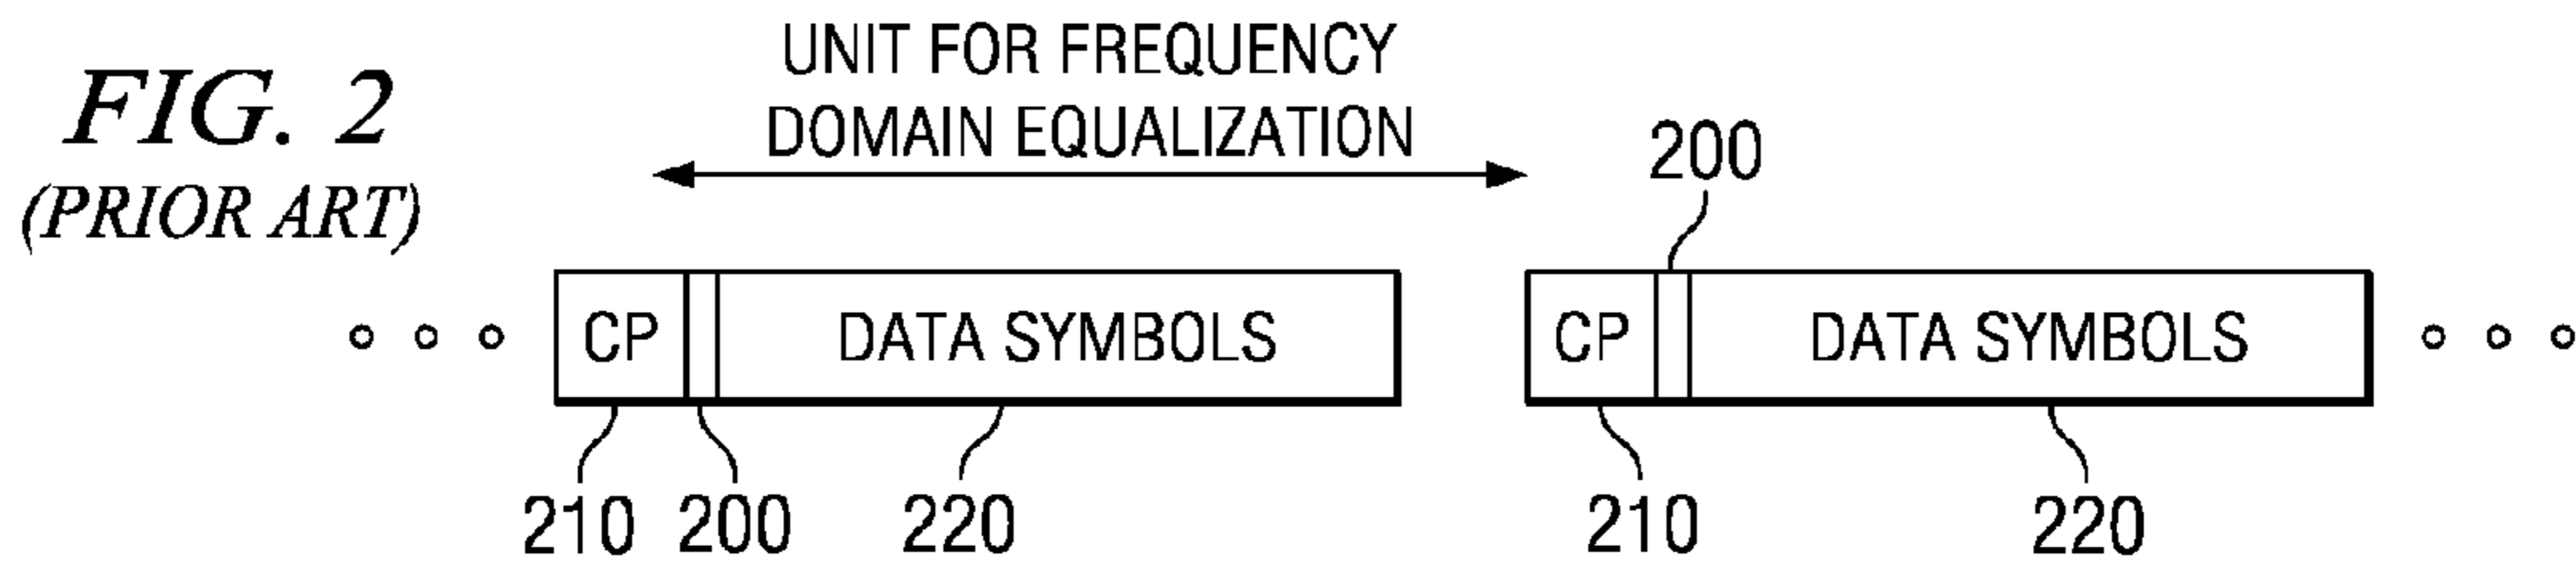 FIG. 2
(PRIOR ART)
UNIT FOR FREQUENCY
DOMAIN EQUALIZATION
200
CP
DATA SYMBOLS
CP
DATA SYMBOLS
210
200
220
210
220